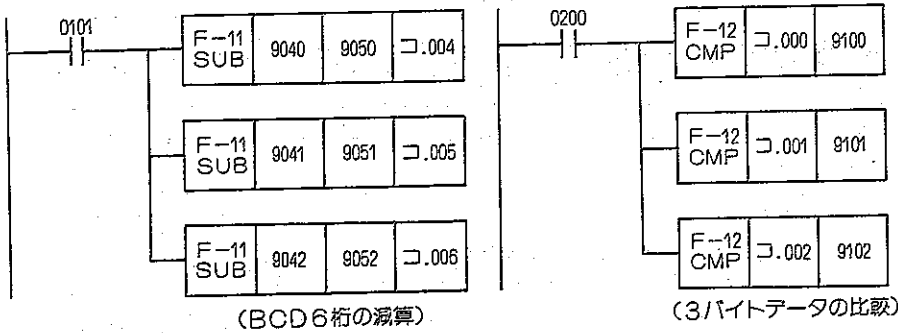 0101
F-11 SUB 9040 9050 コ.004
F-11 SUB 9041 9051 コ.005
F-11 SUB 9042 9052 コ.006
(BCD6桁の減算)
0200
F-12 CMP コ.000 9100
F-12 CMP コ.001 9101
F-12 CMP コ.002 9102
(3バイトデータの比較)